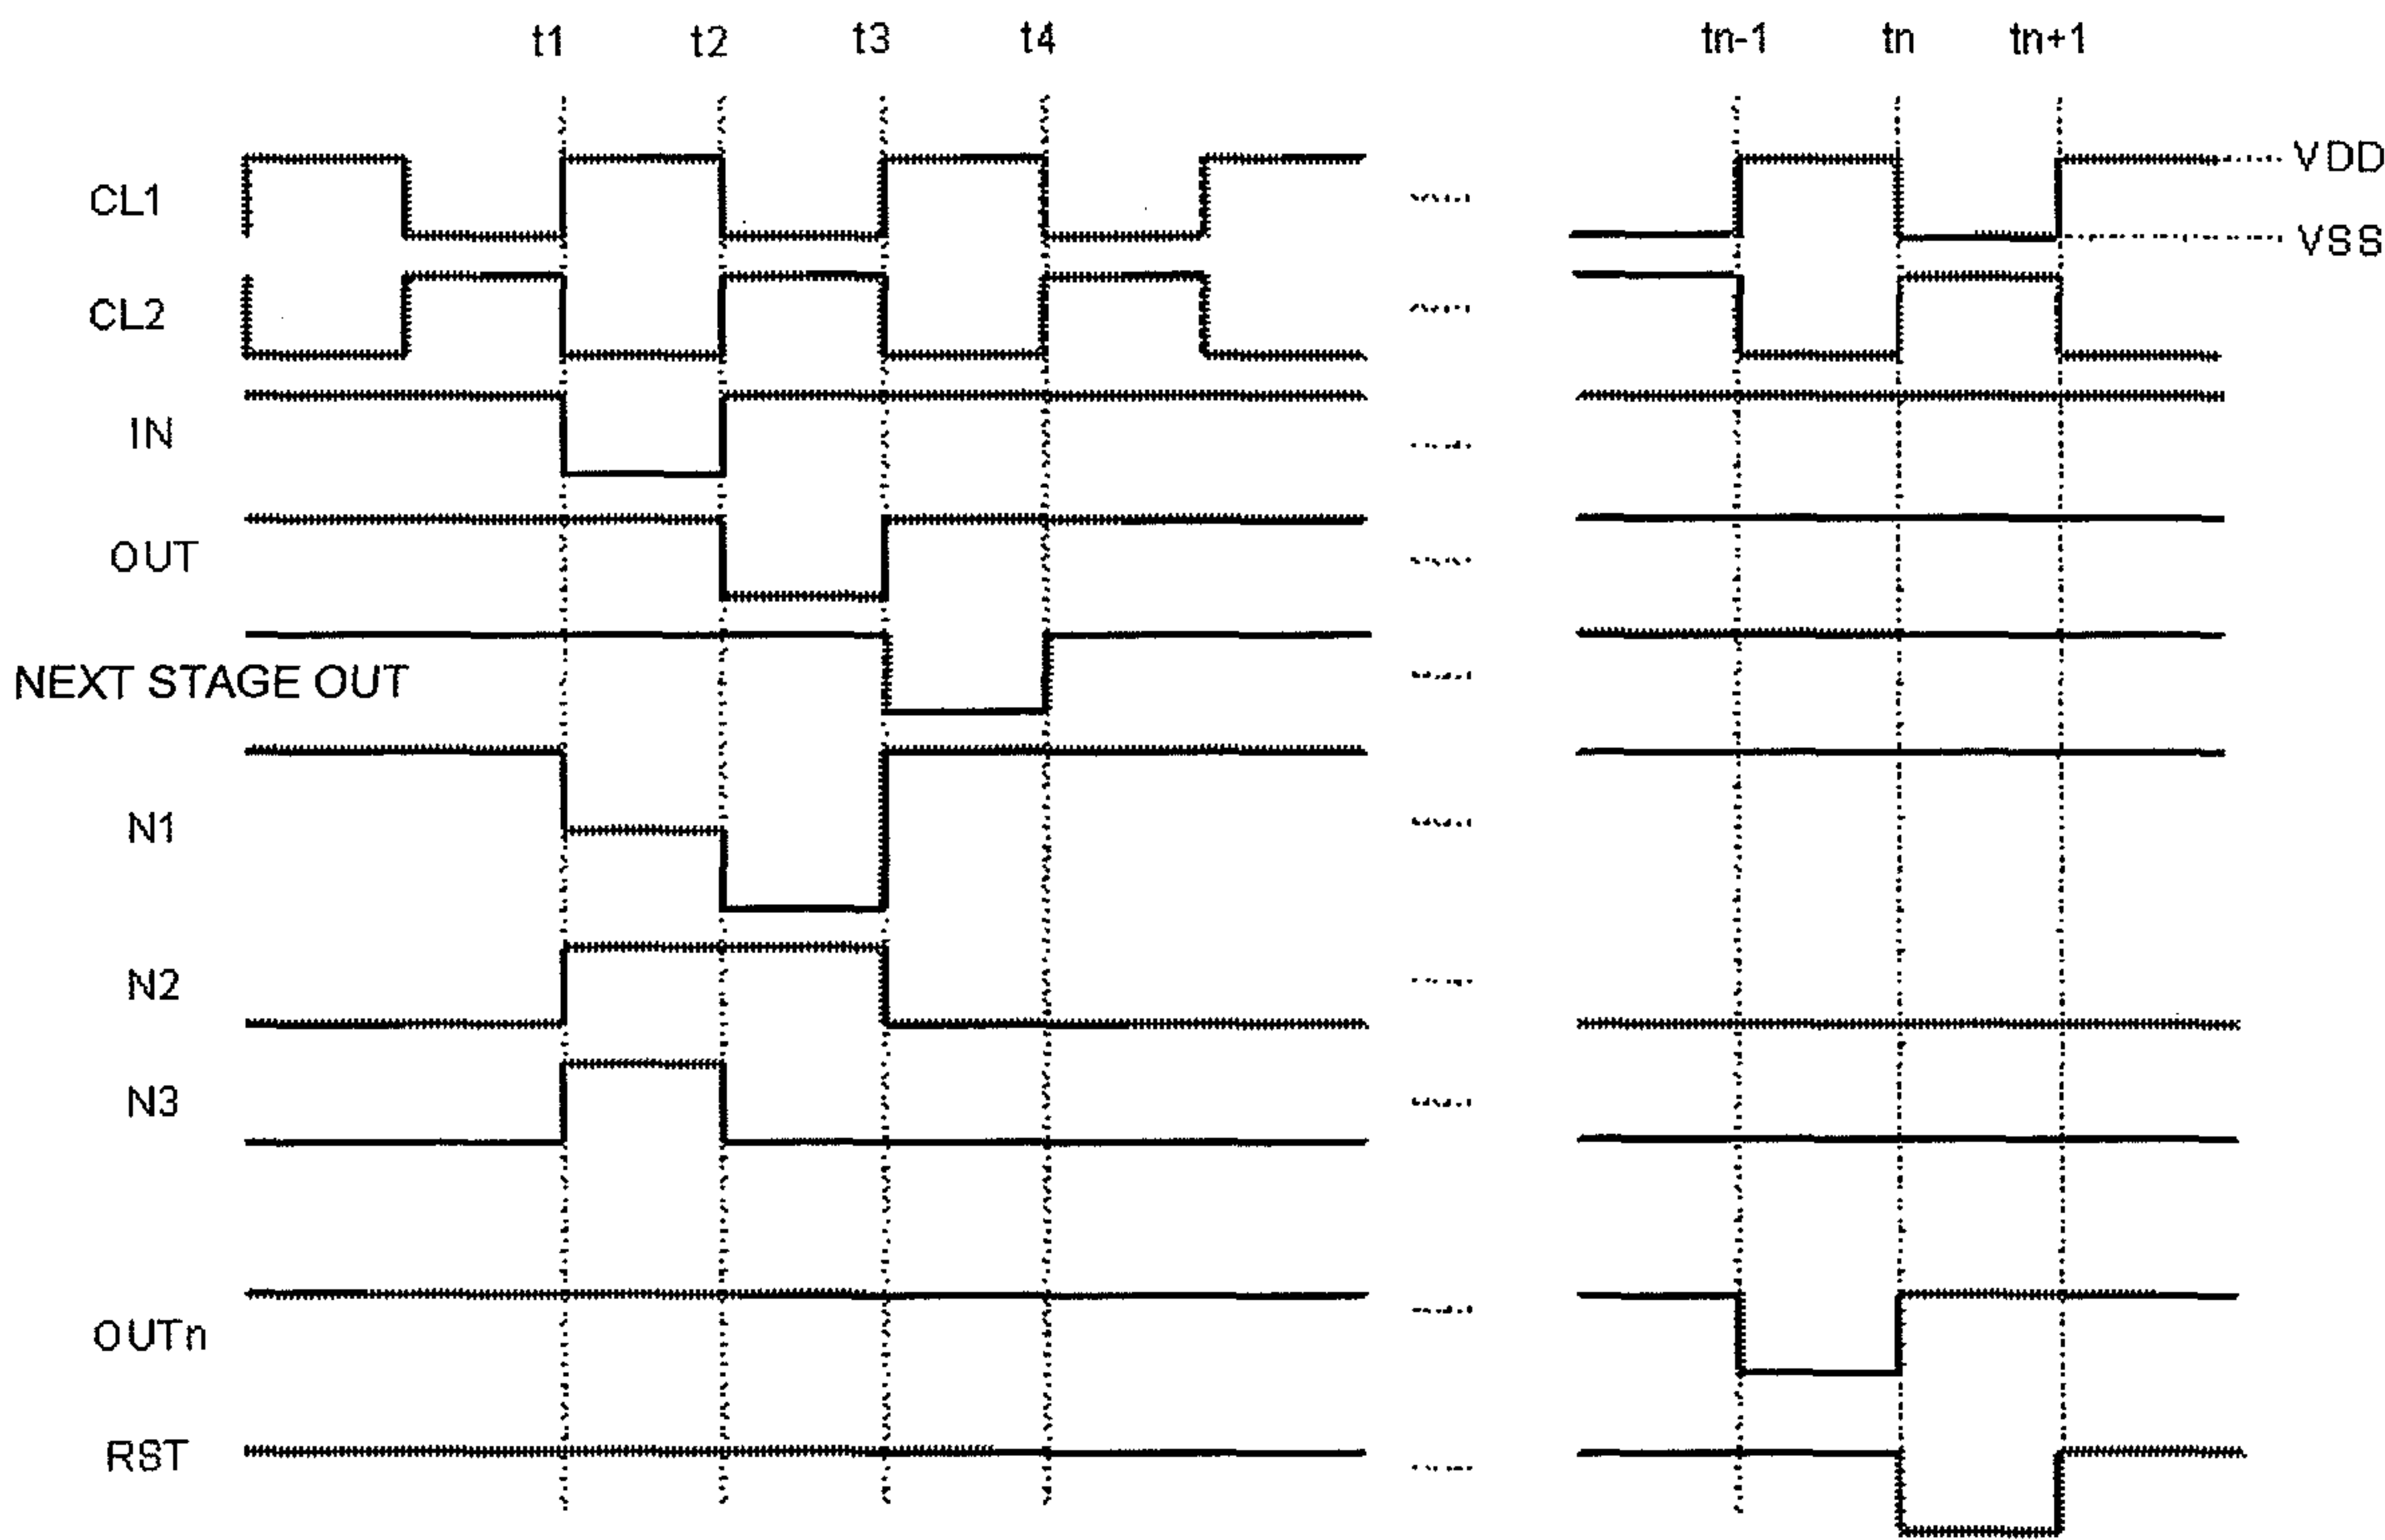 t1 t2 t3 t4 tn-1 tn tn+1
CL1 VDD
VSS
CL2
IN
OUT
NEXT STAGE OUT
N1
N2
N3
OUTn
RST